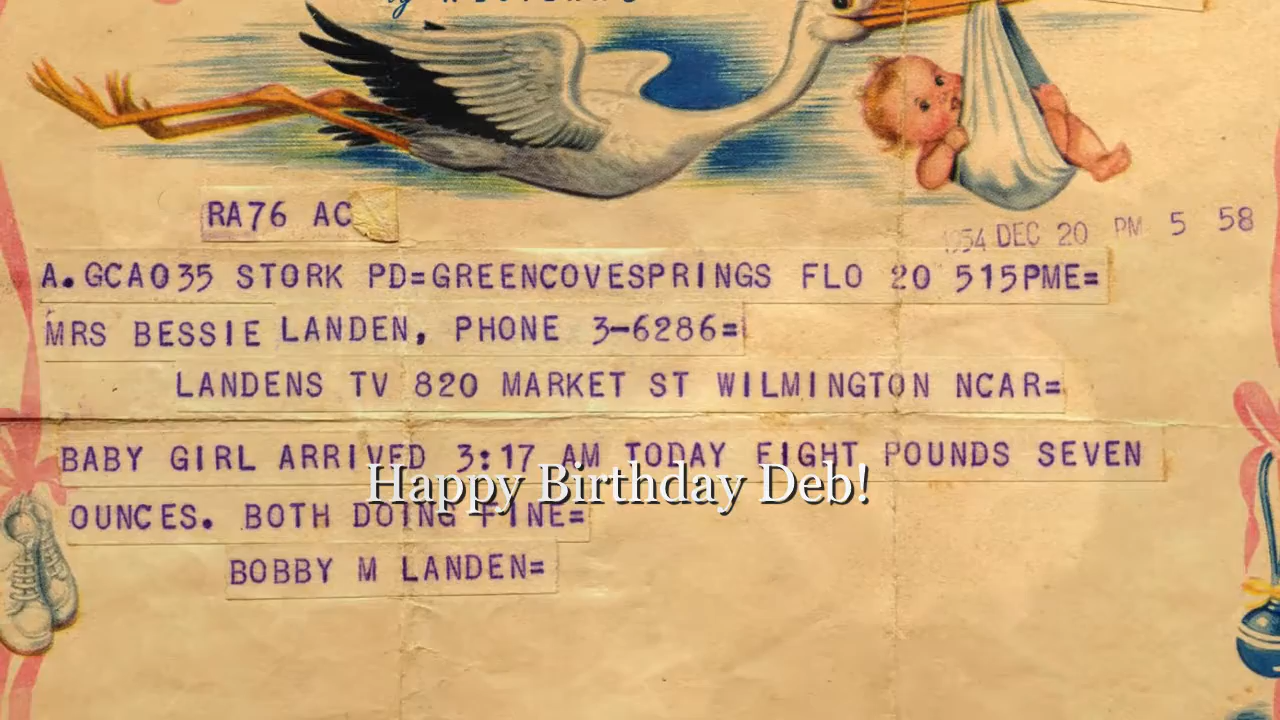 by WESTERN U
RA76 AC
1954 DEC 20 PM 5 58
A.GCA035 STORK PD=GREENCOVESPRINGS FLO 20 515PME=
MRS BESSIE LANDEN, PHONE 3-6286=
LANDENS TV 820 MARKET ST WILMINGTON NCAR=
BABY GIRL ARRIVED 3:17 AM TODAY EIGHT POUNDS SEVEN
Happy Birthday Deb!
OUNCES. BOTH DOING FINE=
BOBBY M LANDEN=